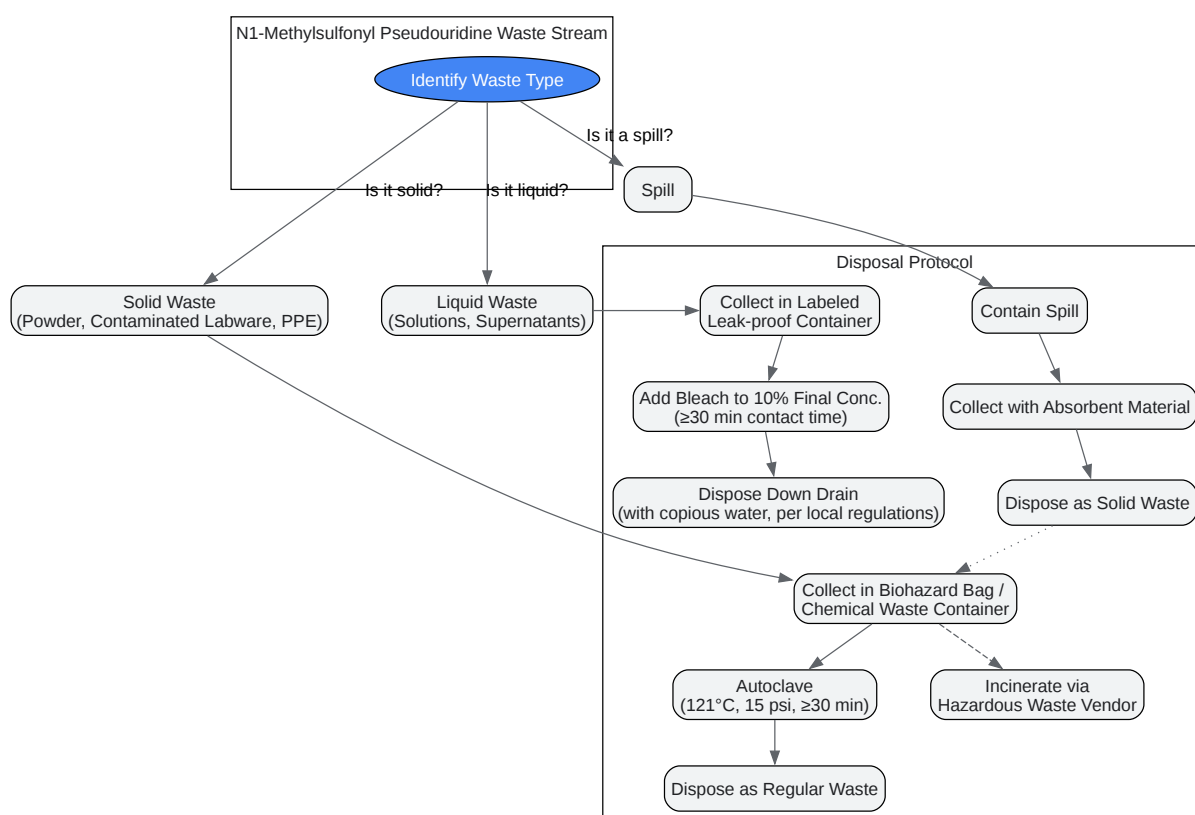 N1-Methylsulfonyl Pseudouridine Waste Stream
Identify Waste Type
Is it a spill?
Is it solid?
Is it liquid?
Spill
Disposal Protocol
Solid Waste
(Powder, Contaminated Labware, PPE)
Liquid Waste
(Solutions, Supernatants)
Collect in Labeled
Leak-proof Container
Contain Spill
Add Bleach to 10% Final Conc.
(≥30 min contact time)
Collect with Absorbent Material
Dispose Down Drain
(with copious water, per local regulations)
Dispose as Solid Waste
Collect in Biohazard Bag /
Chemical Waste Container
Autoclave
(121°C, 15 psi, ≥30 min)
Incinerate via
Hazardous Waste Vendor
Dispose as Regular Waste